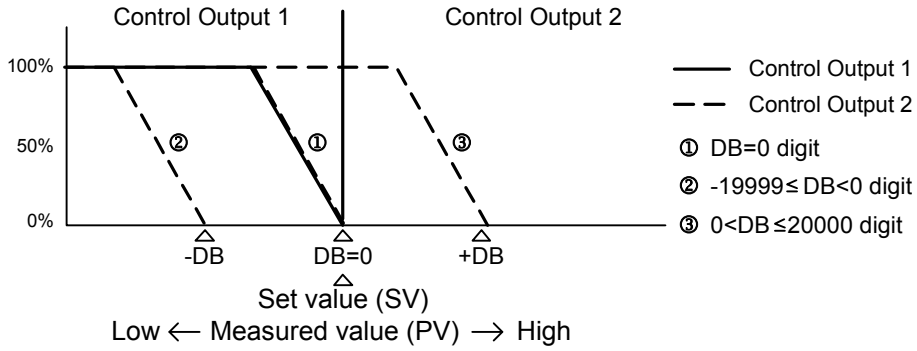 Control Output 1
Control Output 2
100%
50%
0%
②
①
③
-DB
DB=0
+DB
Set value (SV)
Low ← Measured value (PV) → High
Control Output 1
Control Output 2
① DB=0 digit
② -19999≤DB<0 digit
③ 0<DB≤20000 digit